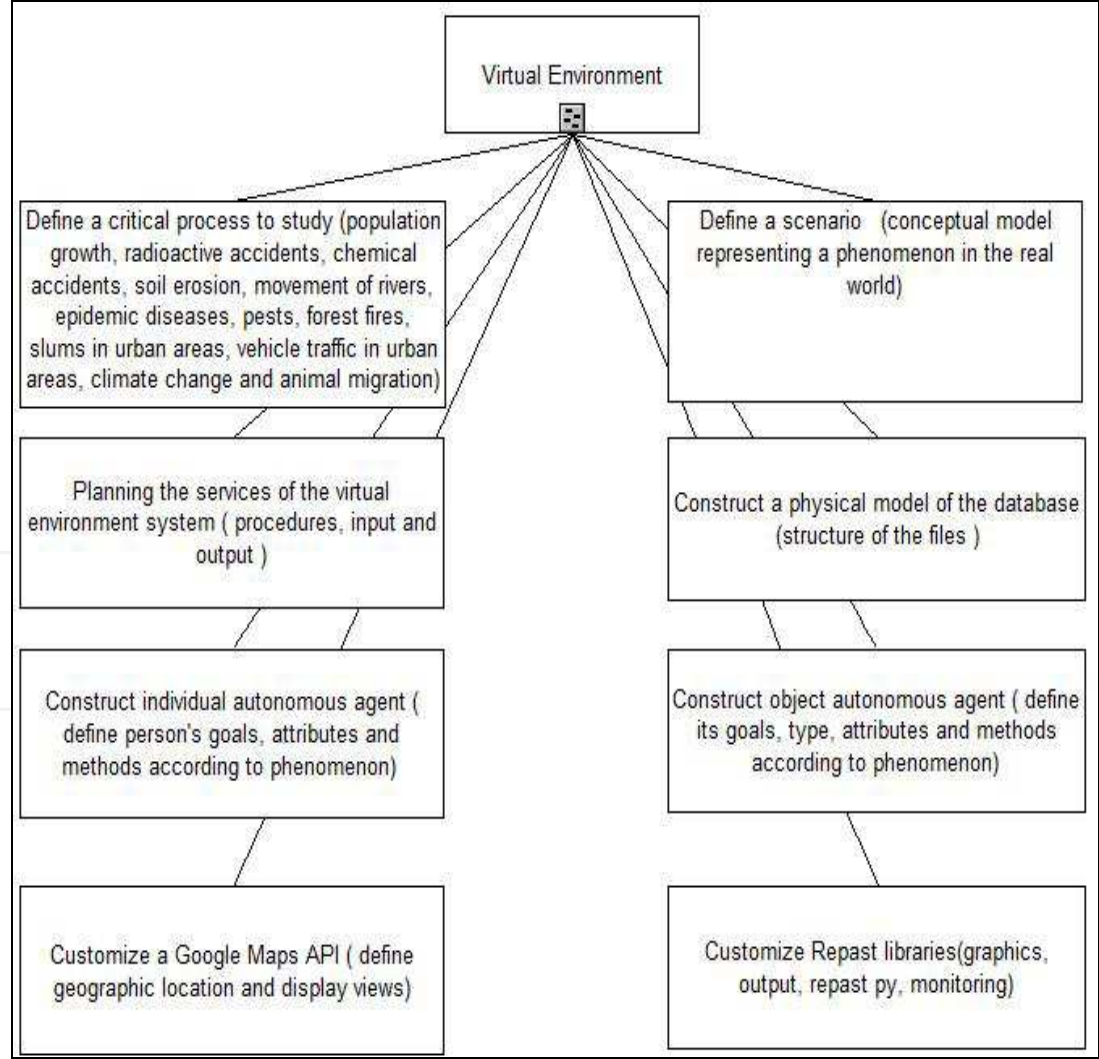 Virtual Environment
Define a critical process to study (population
growth, radioactive accidents, chemical
accidents, soil erosion, movement of rivers,
epidemic diseases, pests, forest fires,
slums in urban areas, vehicle traffic in urban
areas, climate change and animal migration)
Define a scenario (conceptual model
representing a phenomenon in the real
world)
Planning the services of the virtual
environment system ( procedures, input and
output )
Construct a physical model of the database
(structure of the files )
Construct individual autonomous agent (
define person's goals, attributes and
methods according to phenomenon)
Construct object autonomous agent ( define
its goals, type, attributes and methods
according to phenomenon)
Customize a Google Maps API ( define
geographic location and display views)
Customize Repast libraries(graphics,
output, repast py, monitoring)